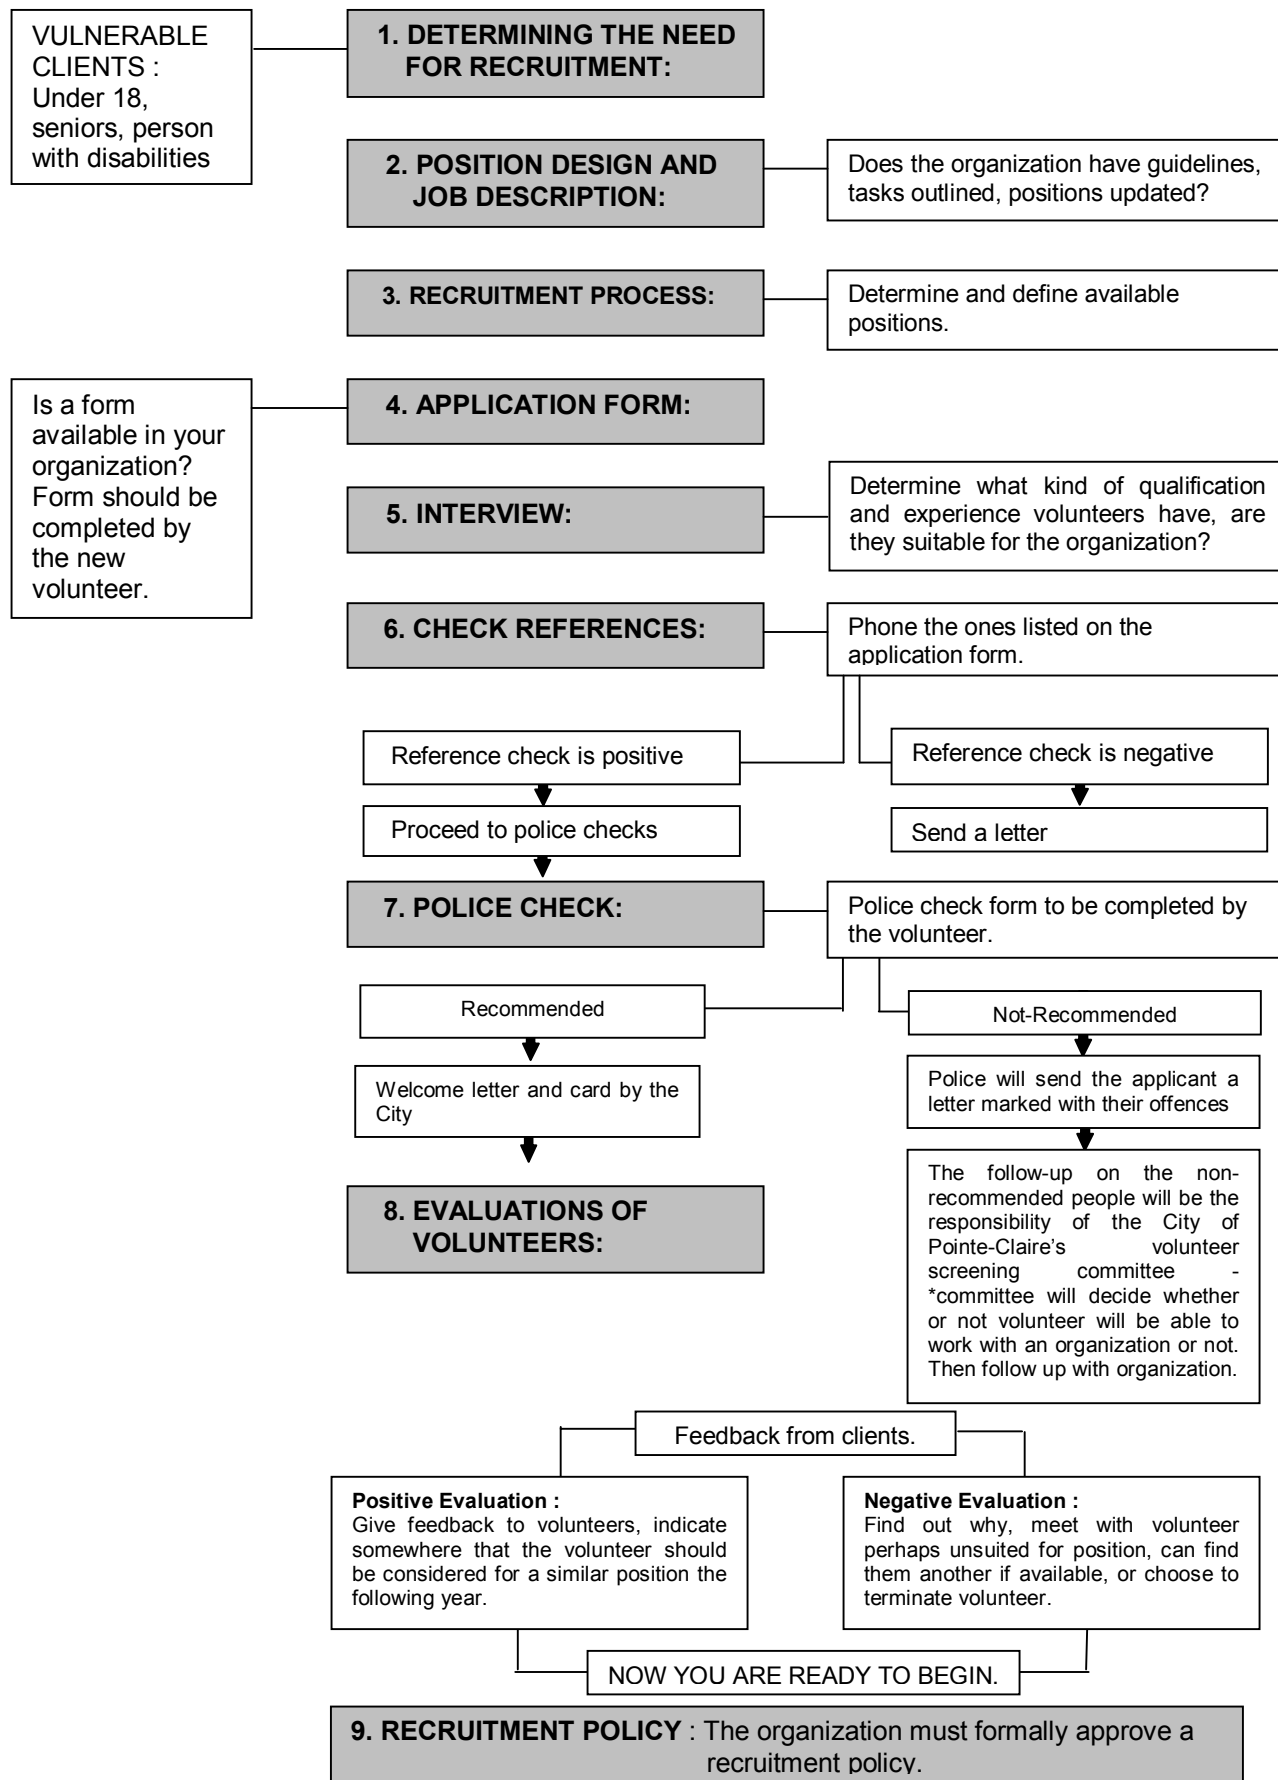 VULNERABLE
CLIENTS :
Under 18,
seniors, person
with disabilities
1. DETERMINING THE NEED
FOR RECRUITMENT:
2. POSITION DESIGN AND
JOB DESCRIPTION:
Does the organization have guidelines,
tasks outlined, positions updated?
3. RECRUITMENT PROCESS:
Determine and define available
positions.
Is a form
available in your
organization?
Form should be
completed by
the new
volunteer.
4. APPLICATION FORM:
5. INTERVIEW:
Determine what kind of qualification
and experience volunteers have, are
they suitable for the organization?
6. CHECK REFERENCES:
Phone the ones listed on the
application form.
Reference check is positive
Reference check is negative
Proceed to police checks
Send a letter
7. POLICE CHECK:
Police check form to be completed by
the volunteer.
Recommended
Not-Recommended
Welcome letter and card by the
City
Police will send the applicant a
letter marked with their offences
8. EVALUATIONS OF
VOLUNTEERS:
The follow-up on the non-
recommended people will be the
responsibility of the City of
Pointe-Claire's volunteer
screening committee -
*committee will decide whether
or not volunteer will be able to
work with an organization or not.
Then follow up with organization.
Feedback from clients.
Positive Evaluation :
Give feedback to volunteers, indicate
somewhere that the volunteer should
be considered for a similar position the
following year.
Negative Evaluation :
Find out why, meet with volunteer
perhaps unsuited for position, can find
them another if available, or choose to
terminate volunteer.
NOW YOU ARE READY TO BEGIN.
9. RECRUITMENT POLICY : The organization must formally approve a
recruitment policy.